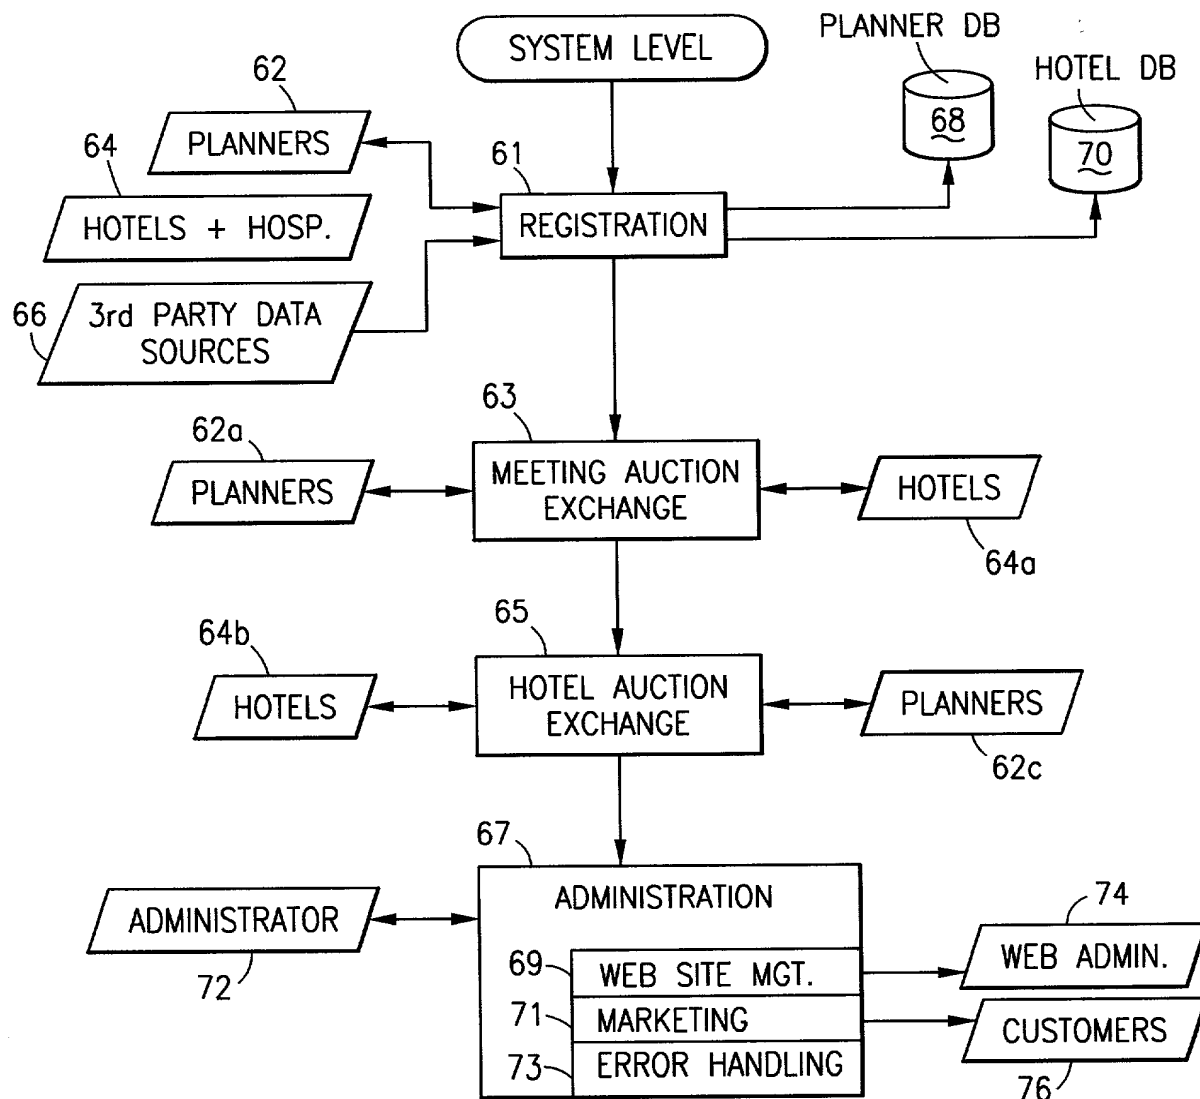 SYSTEM LEVEL
PLANNER DB
HOTEL DB
62
PLANNERS
68
70
64
HOTELS + HOSP.
61
REGISTRATION
66
3rd PARTY DATA
SOURCES
63
62a
PLANNERS
MEETING AUCTION
EXCHANGE
HOTELS
64a
65
64b
HOTELS
HOTEL AUCTION
EXCHANGE
PLANNERS
62c
67
ADMINISTRATION
ADMINISTRATOR
72
74
69
WEB SITE MGT.
WEB ADMIN.
71
MARKETING
CUSTOMERS
73
ERROR HANDLING
76